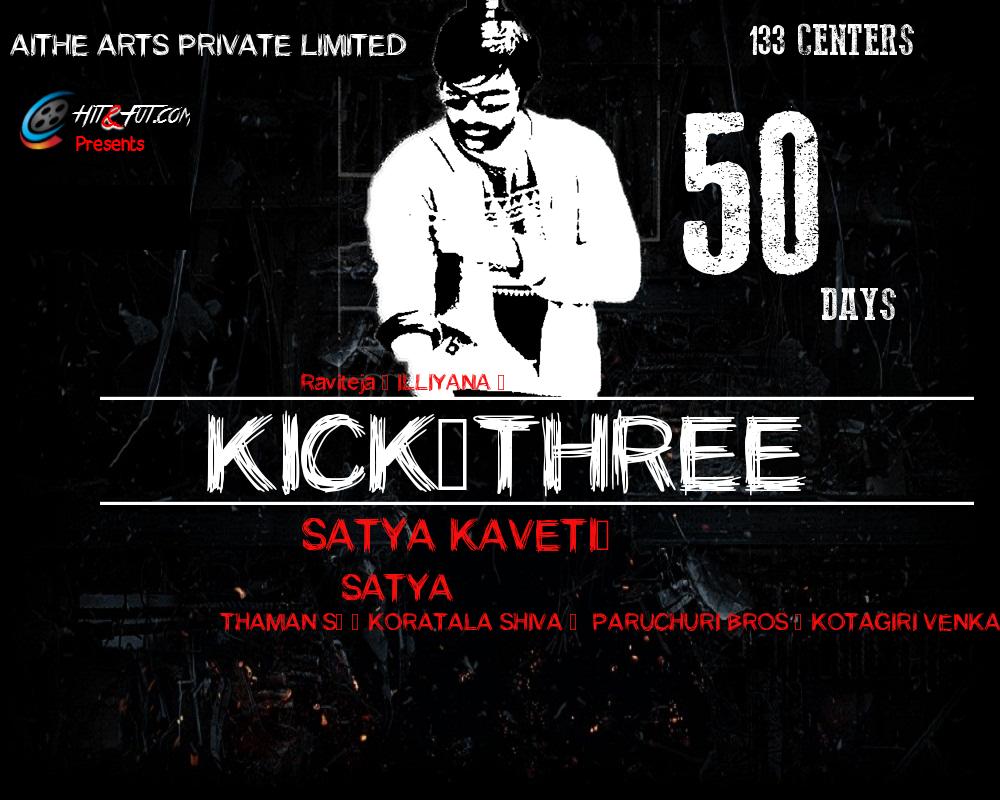 AITHE ARTS PRIVATE LIMITED
133 CENTERS
HIT&FUT.COM
Presents
50
DAYS
Raviteja ▯ ILLIYANA ▯
KICK▯THREE
SATYA KAVETI▯
SATYA
THAMAN S▯ ▯ KORATALA SHIVA ▯ PARUCHURI BROS ▯ KOTAGIRI VENKA